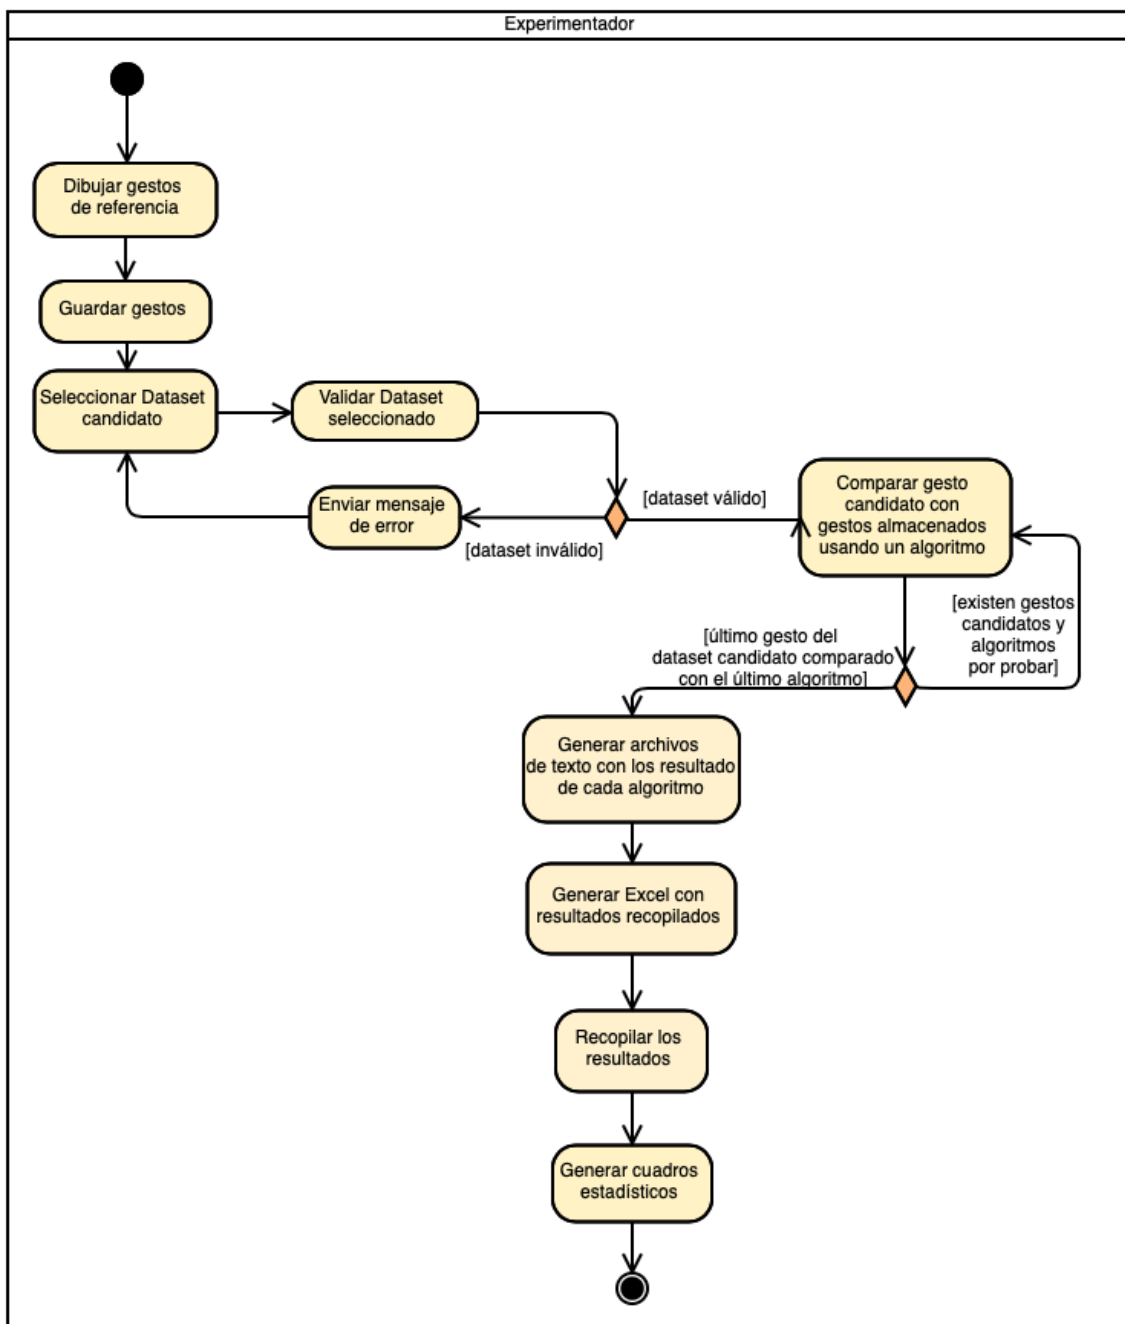 Experimentador
Dibujar gestos
de referencia
Guardar gestos
Seleccionar Dataset
candidato
Validar Dataset
seleccionado
Enviar mensaje
de error
[dataset inválido]
[dataset válido]
Comparar gesto
candidato con
gestos almacenados
usando un algoritmo
[existen gestos
candidatos y
algoritmos
por probar]
[último gesto del
dataset candidato comparado
con el último algoritmo]
Generar archivos
de texto con los resultado
de cada algoritmo
Generar Excel con
resultados recopilados
Recopilar los
resultados
Generar cuadros
estadísticos